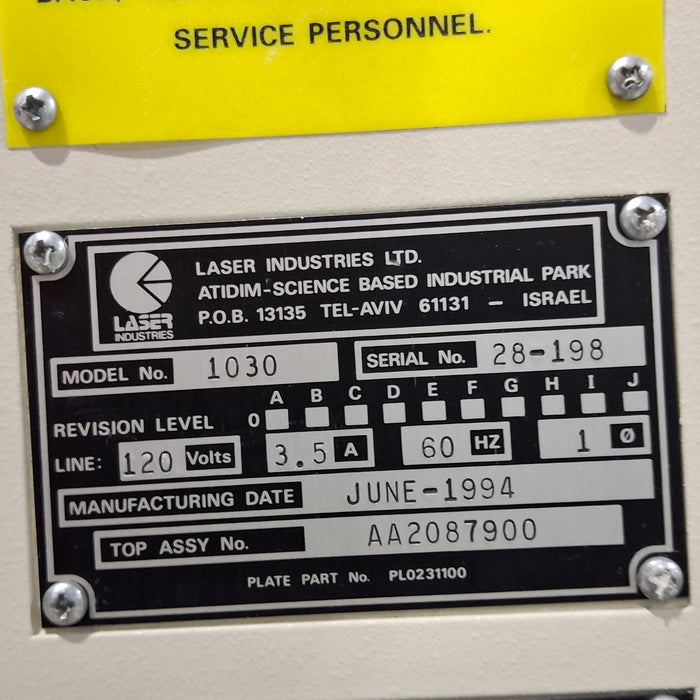 SERVICE PERSONNEL.
LASER INDUSTRIES LTD.
ATIDIM-SCIENCE BASED INDUSTRIAL PARK
P.O.B. 13135 TEL-AVIV 61131 — ISRAEL
LASER
INDUSTRIES
MODEL No. 1030 SERIAL No. 28-198
A B C D E F G H I J
REVISION LEVEL 0
LINE: 120 Volts 3.5 A 60 HZ 1 Ø
MANUFACTURING DATE JUNE-1994
TOP ASSY No. AA2087900
PLATE PART No. PL0231100